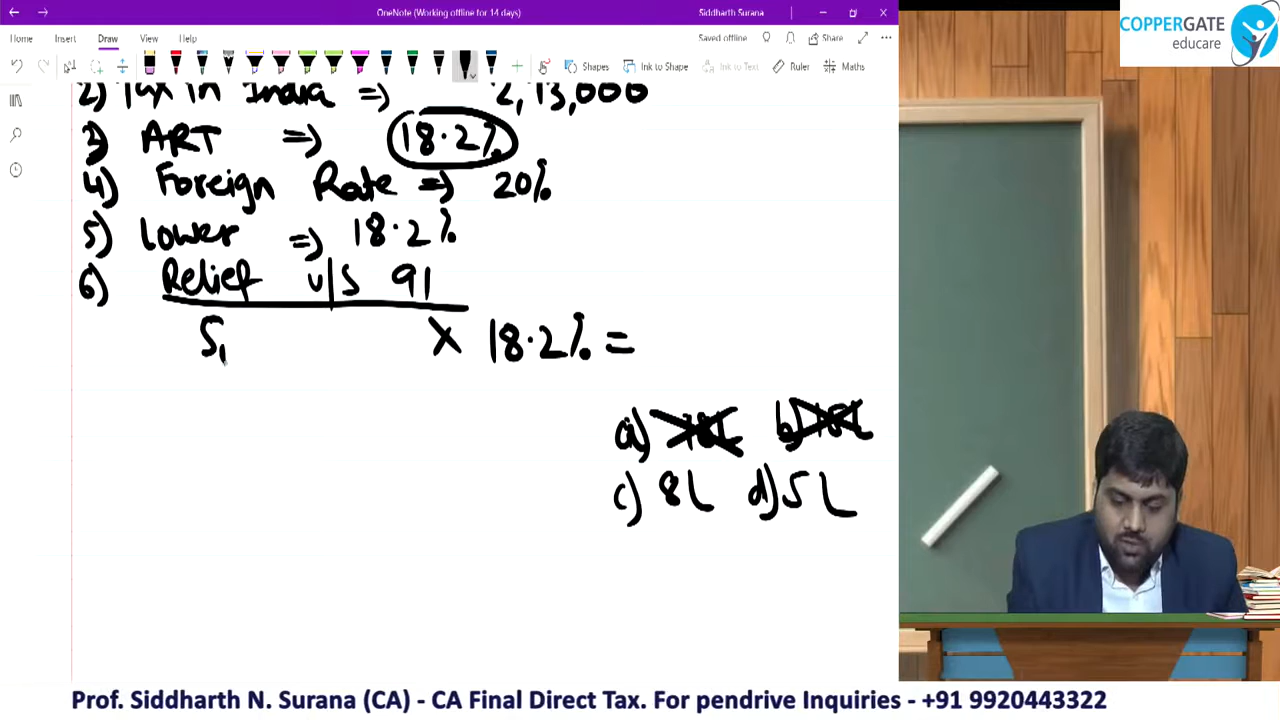 OneNote (Working offline for 14 days)
Siddharth Surana
COPPERGATE
educare
Home Insert Draw View Help
Saved offline Share
Shapes Ink to Shape Ink to Text Ruler Maths
2) Tax in India => 2,13,000
3) ART => 18.2%
4) Foreign Rate => 20%
5) Lower => 18.2%
6) Relief u/s 91
5, X 18.2% =
a) b)
c) 8L d) 5L
Prof. Siddharth N. Surana (CA) - CA Final Direct Tax. For pendrive Inquiries - +91 9920443322